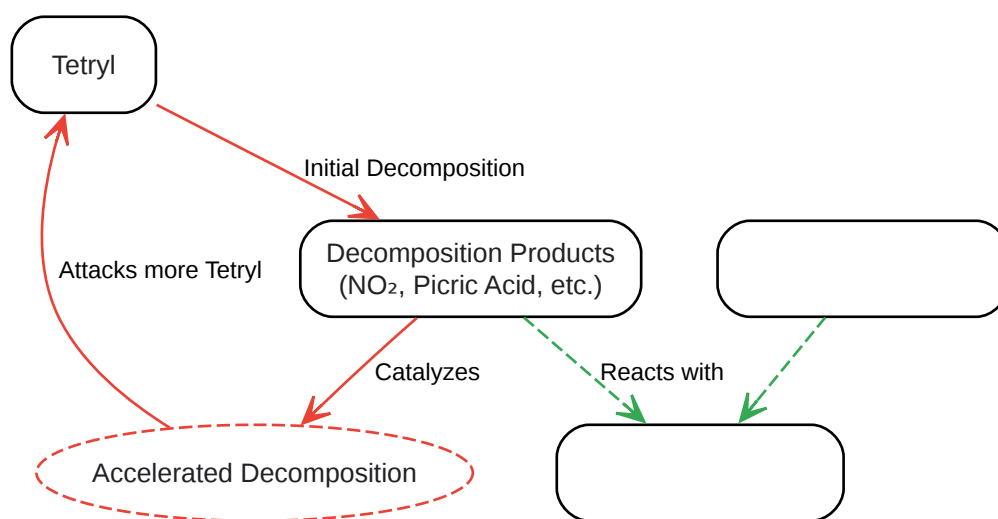 Tetryl
Initial Decomposition
Decomposition Products
(NO₂, Picric Acid, etc.)
Attacks more Tetryl
Catalyzes
Reacts with
Accelerated Decomposition